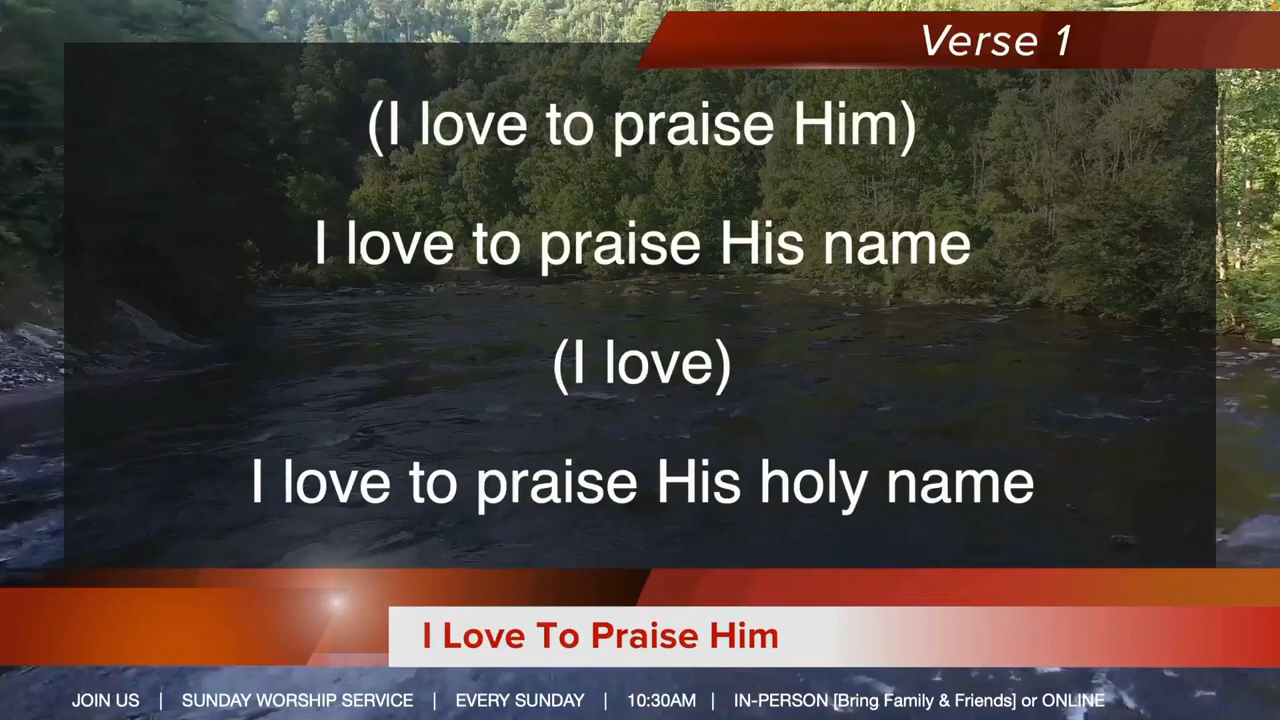 Verse 1
(I love to praise Him)
I love to praise His name
(I love)
I love to praise His holy name
I Love To Praise Him
JOIN US | SUNDAY WORSHIP SERVICE | EVERY SUNDAY | 10:30AM | IN-PERSON [Bring Family & Friends] or ONLINE